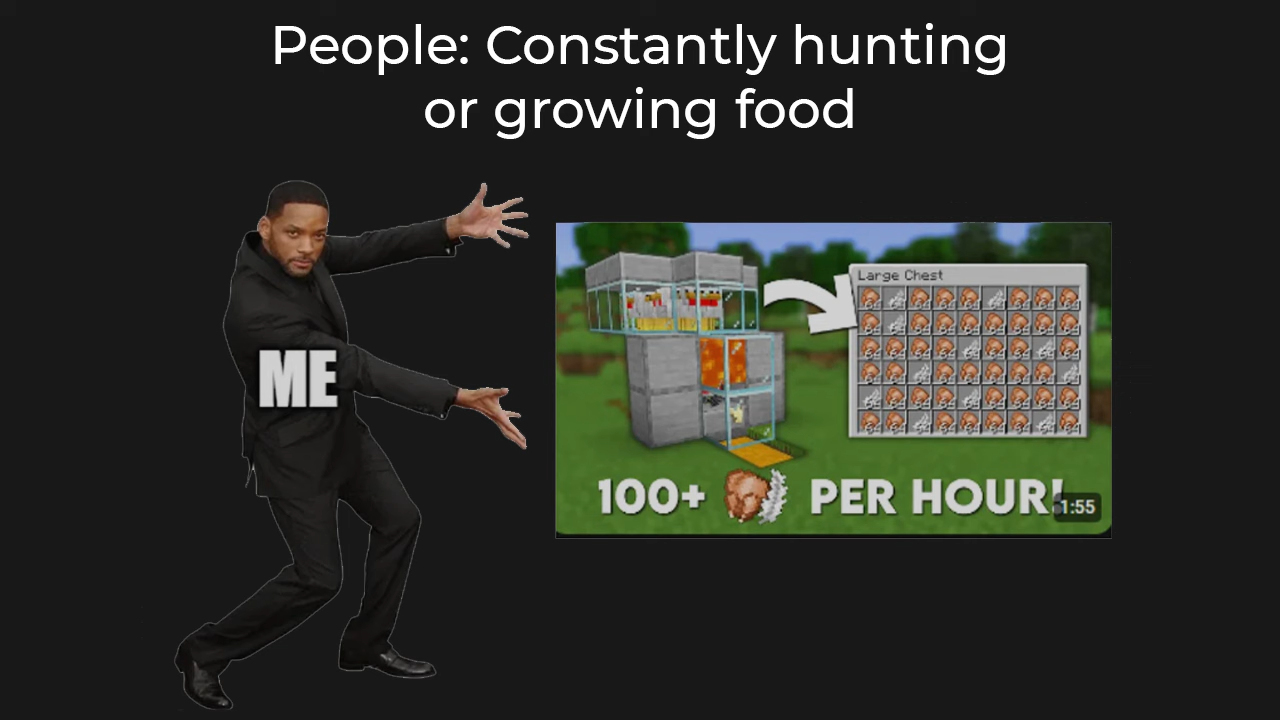 People: Constantly hunting
or growing food
ME
Large Chest
100+ PER HOUR!
1:55